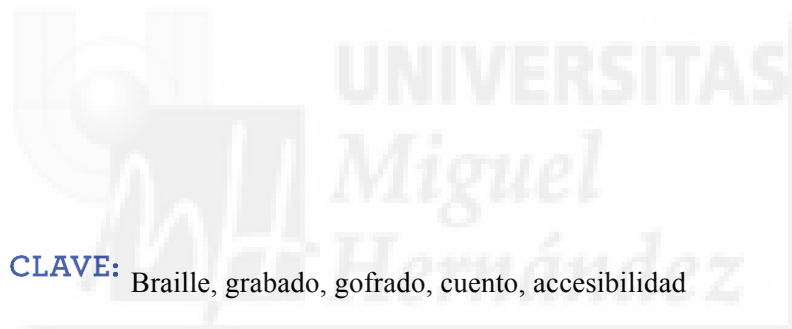 UNIVERSITAS
Miguel
Hernández
CLAVE: Braille, grabado, gofrado, cuento, accesibilidad